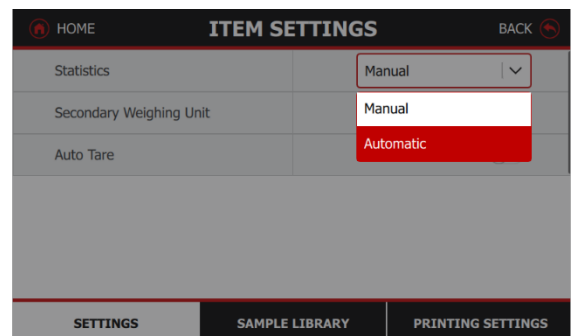 HOME ITEM SETTINGS BACK
Statistics Manual
Secondary Weighing Unit Manual
Auto Tare Automatic
SETTINGS SAMPLE LIBRARY PRINTING SETTINGS